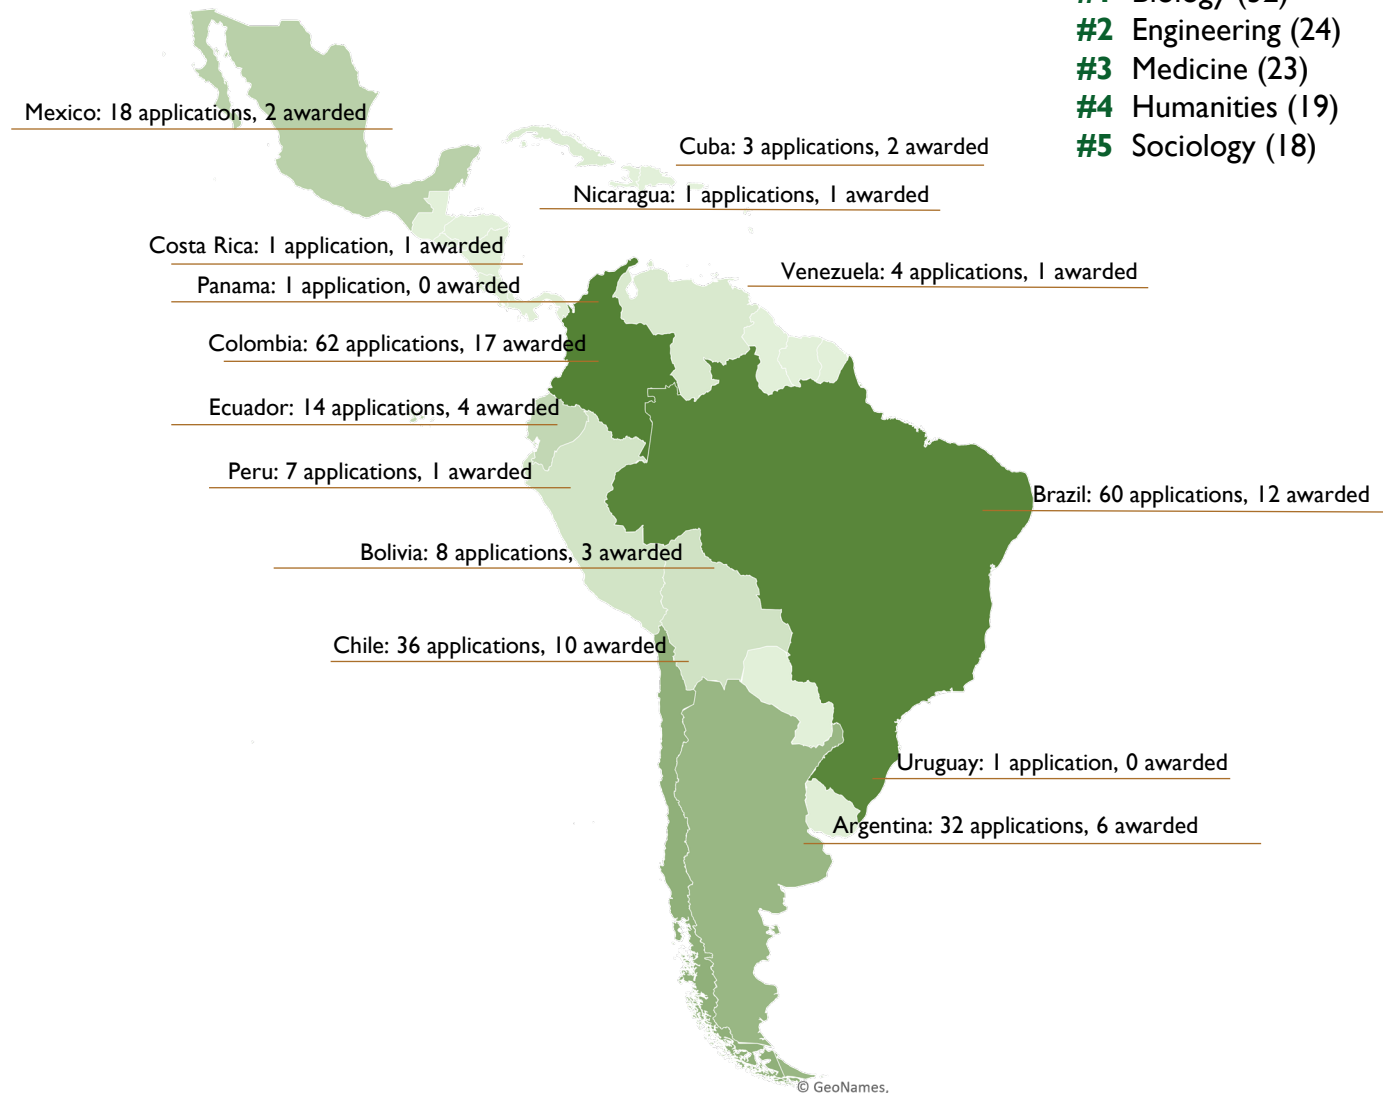 #1 Biology (32)
#2 Engineering (24)
#3 Medicine (23)
#4 Humanities (19)
#5 Sociology (18)
Mexico: 18 applications, 2 awarded
Cuba: 3 applications, 2 awarded
Nicaragua: 1 applications, 1 awarded
Costa Rica: 1 application, 1 awarded
Venezuela: 4 applications, 1 awarded
Panama: 1 application, 0 awarded
Colombia: 62 applications, 17 awarded
Ecuador: 14 applications, 4 awarded
Peru: 7 applications, 1 awarded
Brazil: 60 applications, 12 awarded
Bolivia: 8 applications, 3 awarded
Chile: 36 applications, 10 awarded
Uruguay: 1 application, 0 awarded
Argentina: 32 applications, 6 awarded
© GeoNames,